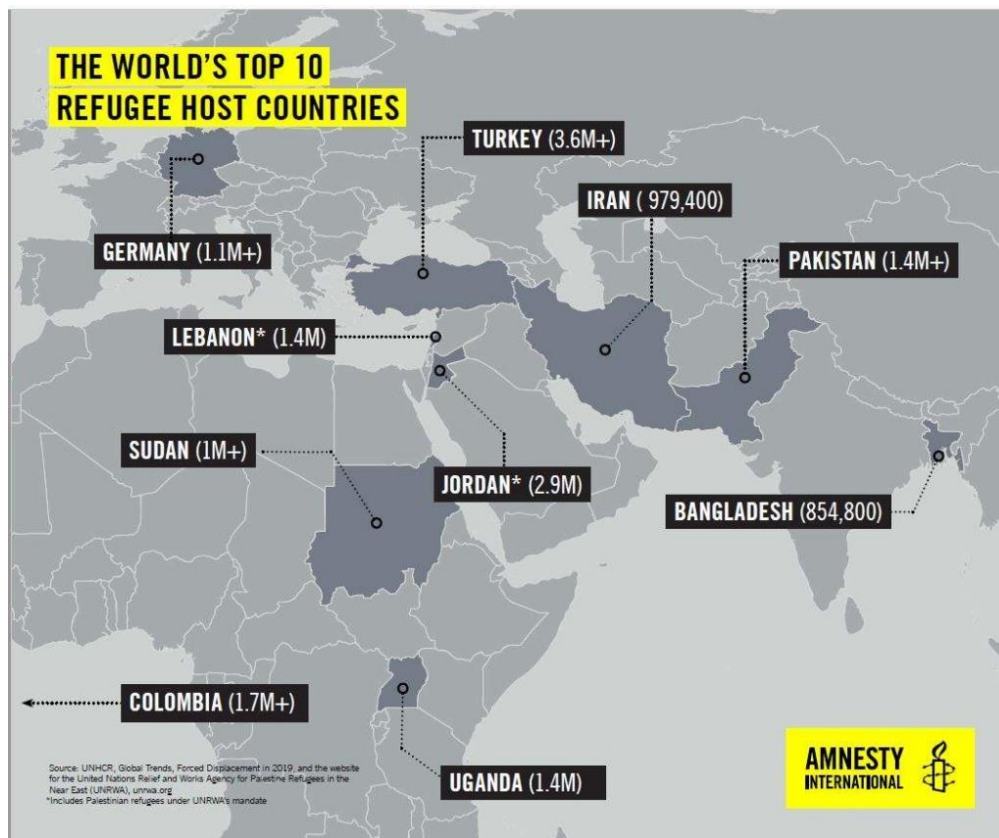 THE WORLD'S TOP 10
REFUGEE HOST COUNTRIES
TURKEY (3.6M+)
IRAN ( 979,400)
GERMANY (1.1M+)
PAKISTAN (1.4M+)
LEBANON* (1.4M)
SUDAN (1M+)
JORDAN* (2.9M)
BANGLADESH (854,800)
COLOMBIA (1.7M+)
UGANDA (1.4M)
Source: UNHCR, Global Trends, Forced Displacement in 2019, and the website
for the United Nations Relief and Works Agency for Palestine Refugees in the
Near East (UNRWA), unrwa.org
*Includes Palestinian refugees under UNRWA's mandate
AMNESTY
INTERNATIONAL